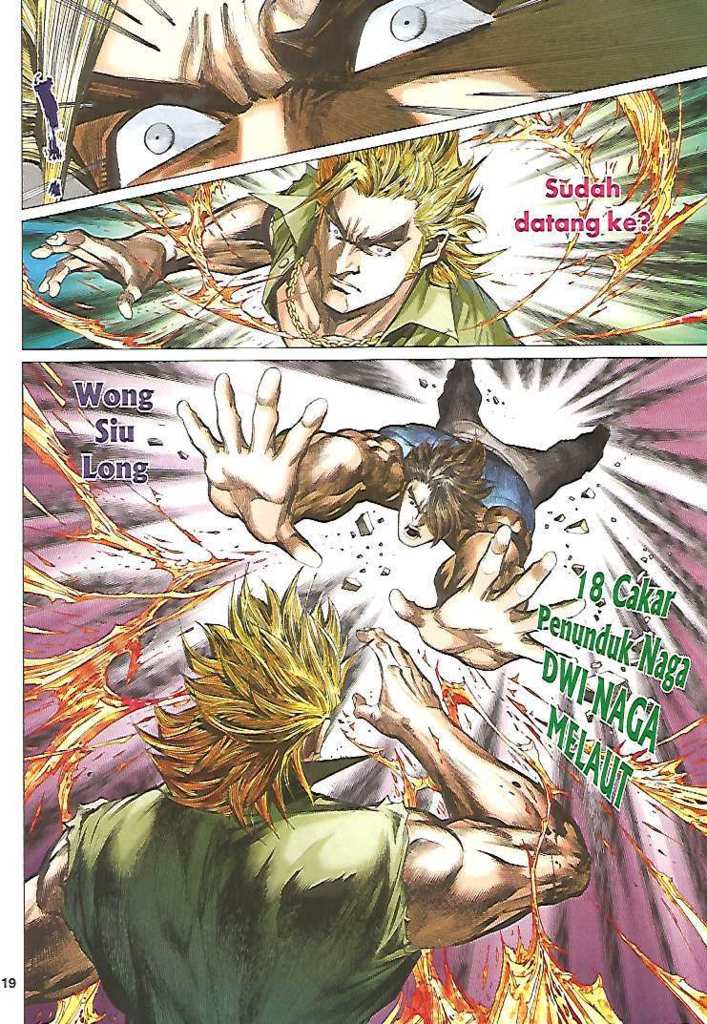 !
Sudah
datang ke?
Wong
Siu
Long
18 Cakar
Penunduk Naga
DWI NAGA
MELAUT
19